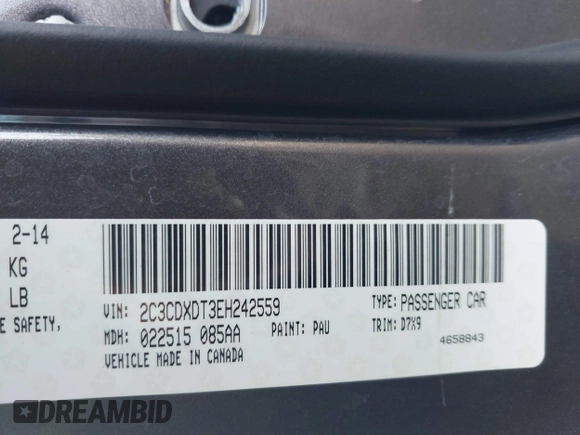 2-14
KG
LB
E SAFETY,
VIN: 2C3CDXDT3EH242559
TYPE: PASSENGER CAR
MDH: 022515 085AA
PAINT: PAU
TRIM: D7X9
VEHICLE MADE IN CANADA
4658843
DREAMBID